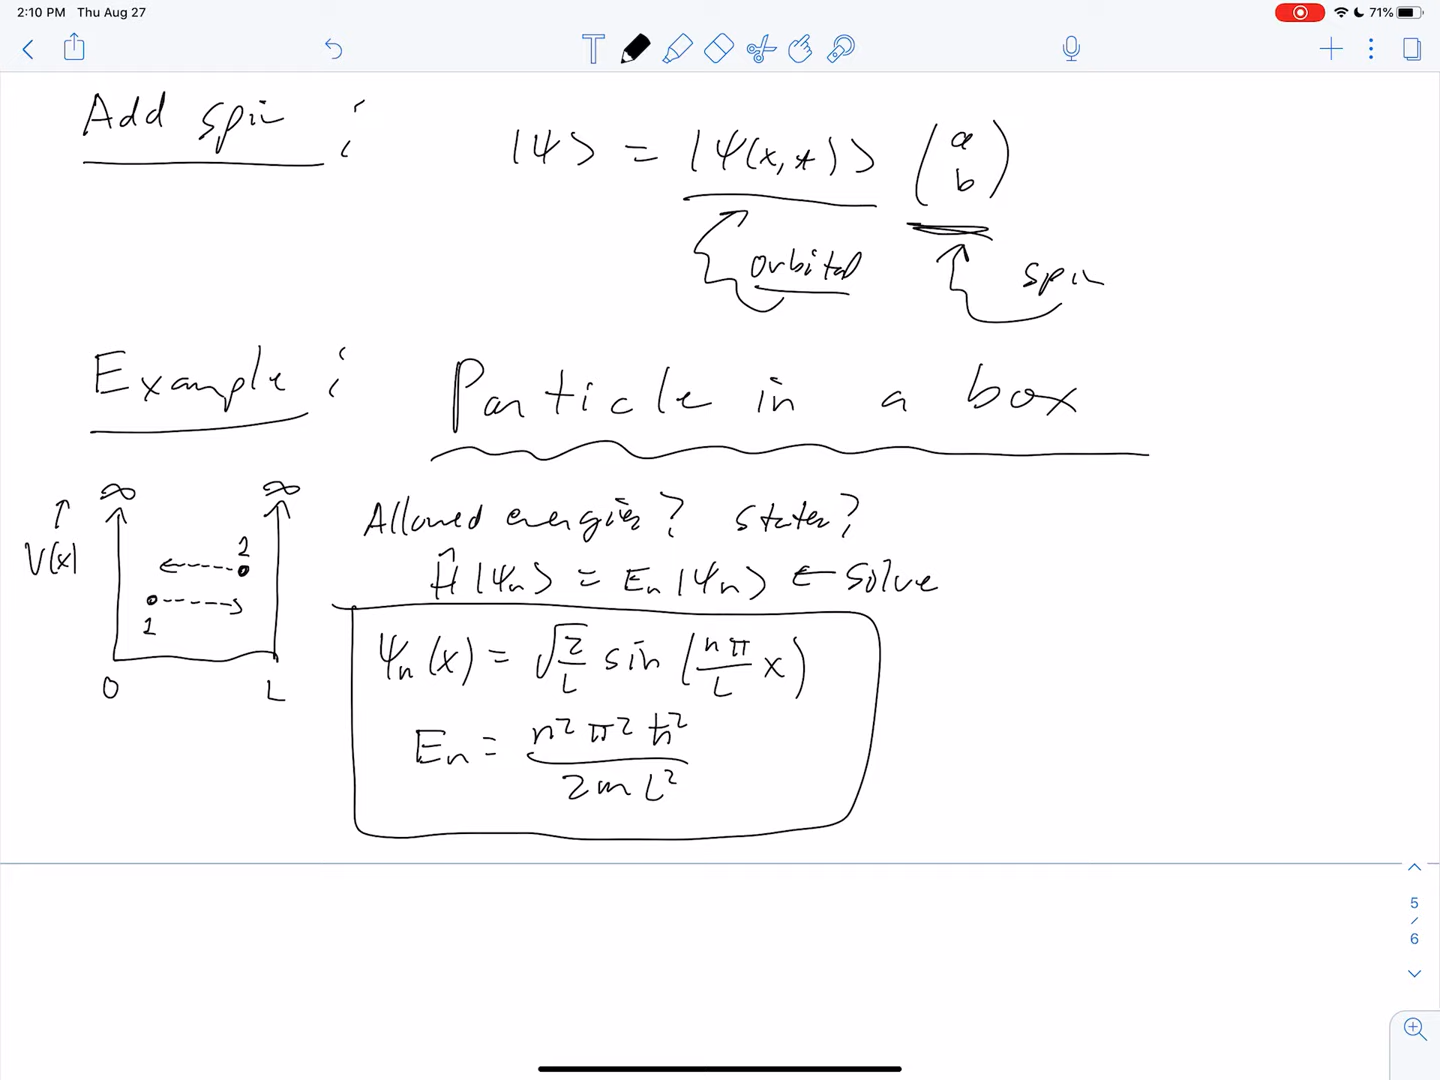 2:10 PM Thu Aug 27
71%
Add spin :
|ψ⟩ = |ψ(x,t)⟩ (a b)
orbital
spin
Example :
Particle in a box
∞ ∞
V(x)
2
1
0 L
Allowed energies? states?
Ĥ|ψn⟩ = En|ψn⟩ ← solve
ψn(x) = √2/L sin (nπ/L x)
En = n²π²ħ²/2mL²
5
/
6